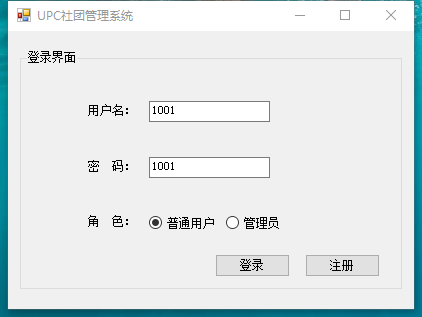 UPC社团管理系统
登录界面
用户名： 1001
密　码： 1001
角　色： 普通用户 管理员
登录 注册